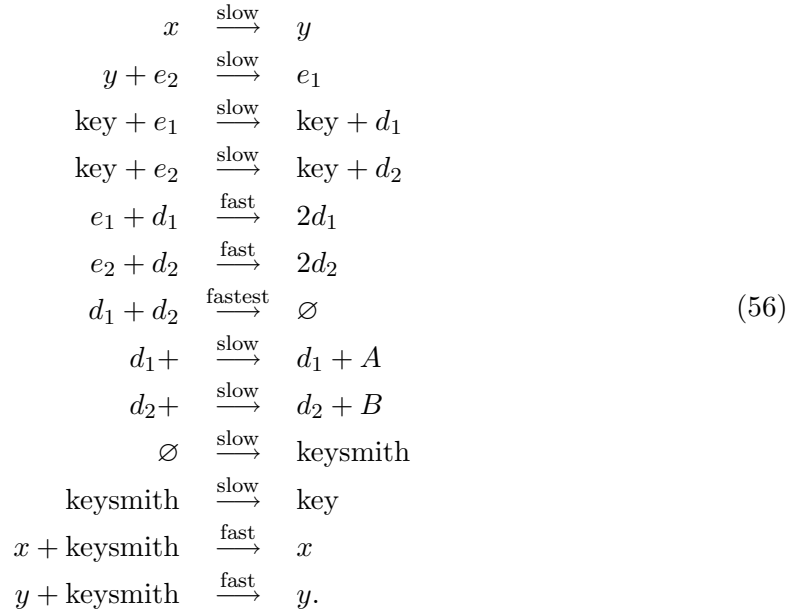 x slow⟶ y
y + e₂ slow⟶ e₁
key + e₁ slow⟶ key + d₁
key + e₂ slow⟶ key + d₂
e₁ + d₁ fast⟶ 2d₁
e₂ + d₂ fast⟶ 2d₂
d₁ + d₂ fastest⟶ ∅ (56)
d₁+ slow⟶ d₁ + A
d₂+ slow⟶ d₂ + B
∅ slow⟶ keysmith
keysmith slow⟶ key
x + keysmith fast⟶ x
y + keysmith fast⟶ y.